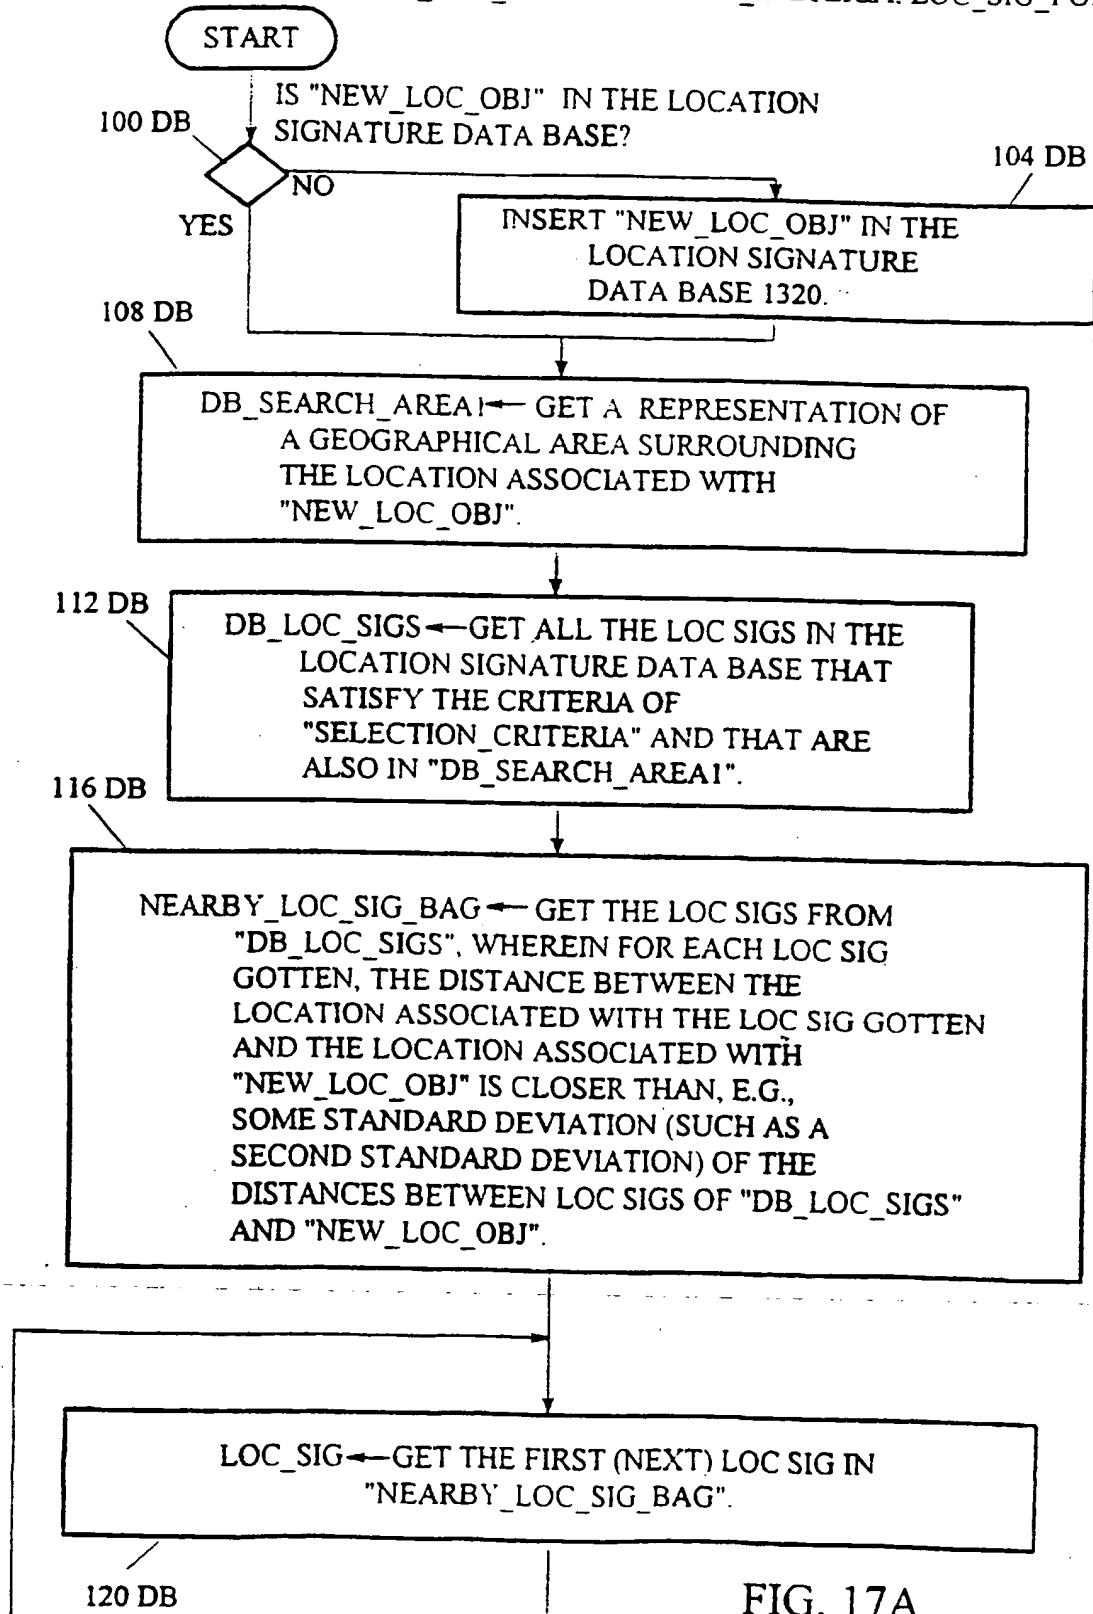 LOC_SIG_POP
START
IS "NEW_LOC_OBJ" IN THE LOCATION
SIGNATURE DATA BASE?
100 DB
NO
YES
104 DB
INSERT "NEW_LOC_OBJ" IN THE
LOCATION SIGNATURE
DATA BASE 1320.
108 DB
DB_SEARCH_AREA1← GET A REPRESENTATION OF
A GEOGRAPHICAL AREA SURROUNDING
THE LOCATION ASSOCIATED WITH
"NEW_LOC_OBJ".
112 DB
DB_LOC_SIGS←GET ALL THE LOC SIGS IN THE
LOCATION SIGNATURE DATA BASE THAT
SATISFY THE CRITERIA OF
"SELECTION_CRITERIA" AND THAT ARE
ALSO IN "DB_SEARCH_AREA1".
116 DB
NEARBY_LOC_SIG_BAG← GET THE LOC SIGS FROM
"DB_LOC_SIGS", WHEREIN FOR EACH LOC SIG
GOTTEN, THE DISTANCE BETWEEN THE
LOCATION ASSOCIATED WITH THE LOC SIG GOTTEN
AND THE LOCATION ASSOCIATED WITH
"NEW_LOC_OBJ" IS CLOSER THAN, E.G.,
SOME STANDARD DEVIATION (SUCH AS A
SECOND STANDARD DEVIATION) OF THE
DISTANCES BETWEEN LOC SIGS OF "DB_LOC_SIGS"
AND "NEW_LOC_OBJ".
LOC_SIG←GET THE FIRST (NEXT) LOC SIG IN
"NEARBY_LOC_SIG_BAG".
120 DB
FIG. 17A